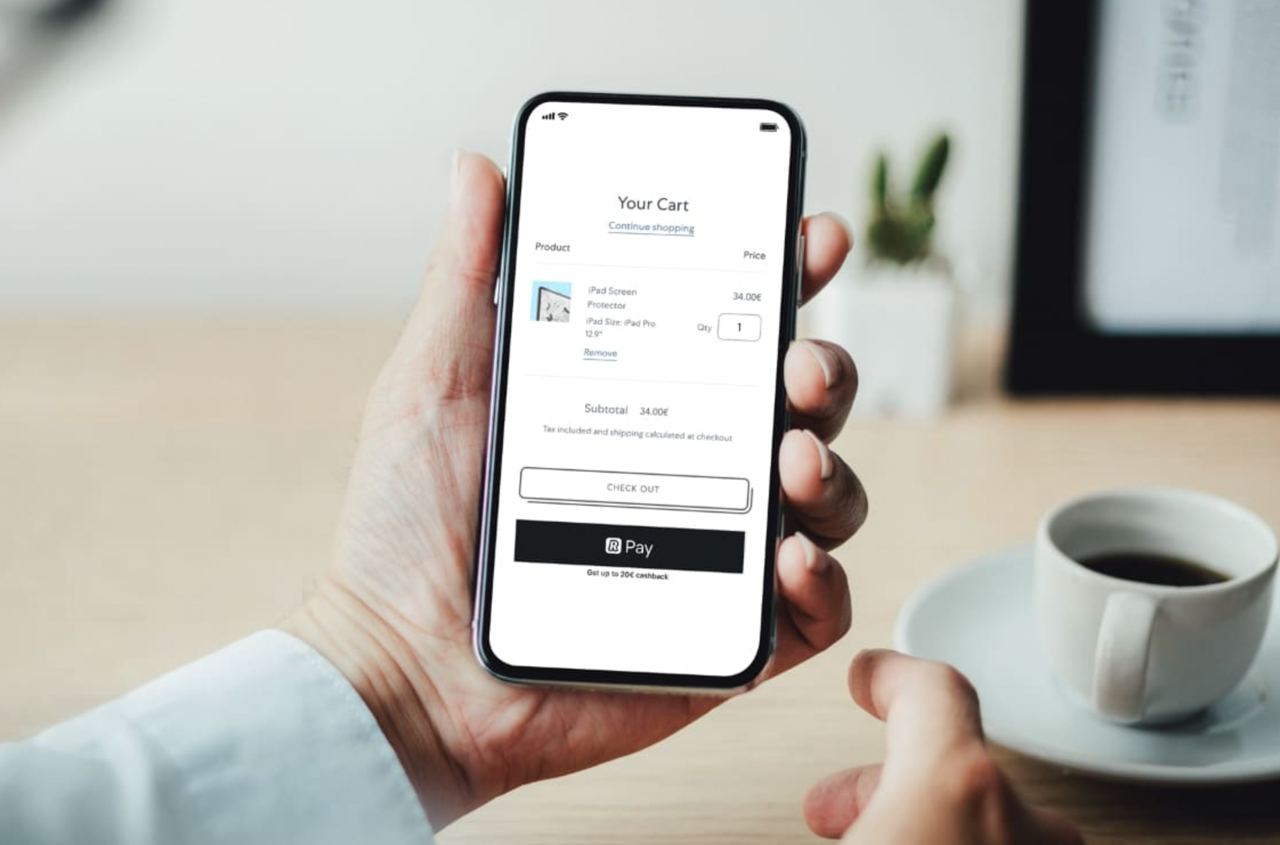 Your Cart
Continue shopping
Product Price
iPad Screen
Protector
34.00€
iPad Size: iPad Pro
12.9"
Qty 1
Remove
Subtotal 34.00€
Tax included and shipping calculated at checkout
CHECK OUT
R Pay
Get up to 20€ cashback